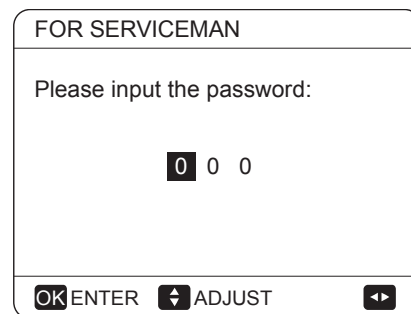 FOR SERVICEMAN
Please input the password:
0 0 0
OK ENTER ADJUST